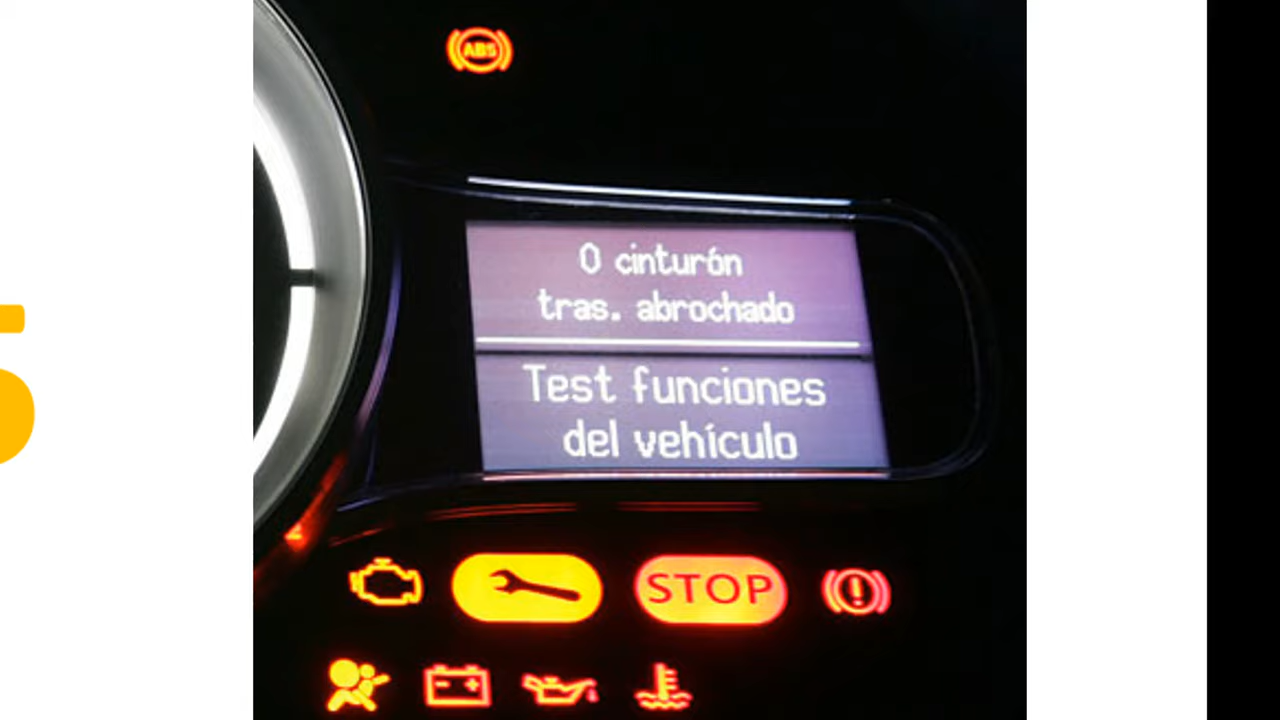 ABS
0 cinturón
tras. abrochado
Test funciones
del vehículo
STOP